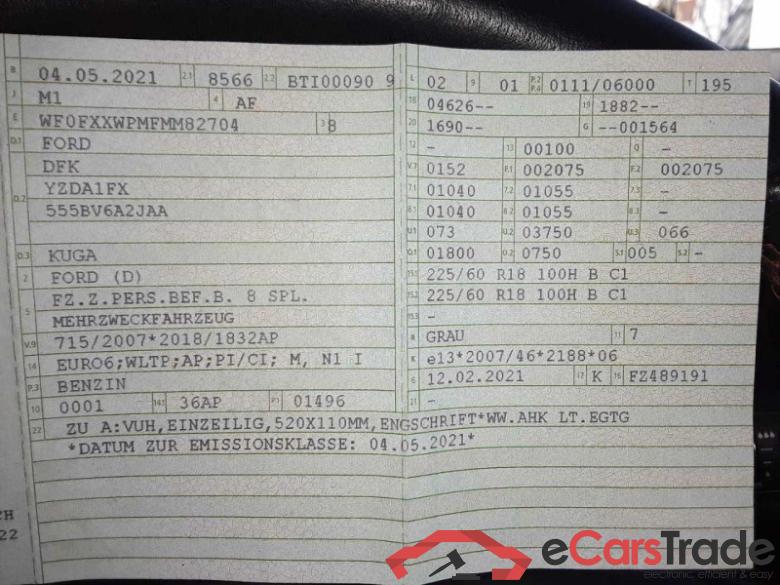 B 04.05.2021 2.1 8566 2.2 BTI00090 9
J M1 4 AF
E WF0FXXWPMFMM82704 3 8
D.1 FORD
DFK
D.2 YZDA1FX
555BV6A2JAA
D.3 KUGA
2 FORD (D)
5 FZ.Z.PERS.BEF.B. 8 SPL.
MEHRZWECKFAHRZEUG
V.9 715/2007*2018/1832AP
14 EURO6;WLTP;AP;PI/CI; M, N1 I
P.3 BENZIN
10 0001 14.1 36AP P.1 01496
L 02 9 01 P.2 P.4 0111/06000 T 195
18 04626-- 19 1882--
20 1690-- G --001564
12 - 13 00100 Q -
V.7 0152 F.1 002075 F.2 002075
7.1 01040 7.2 01055 7.3 -
8.1 01040 8.2 01055 8.3 -
U.1 073 U.2 03750 U.3 066
O.1 01800 O.2 0750 S.1 005 S.2 -
15.1 225/60 R18 100H B C1
15.2 225/60 R18 100H B C1
15.3 -
R GRAU 11 7
K e13*2007/46*2188*06
6 12.02.2021 17 K 16 FZ489191
21 -
22 ZU A:VUH,EINZEILIG,520X110MM,ENGSCHRIFT*WW.AHK LT.EGTG
*DATUM ZUR EMISSIONSKLASSE: 04.05.2021*
CH
22
eCarsTrade
electronic, efficient & easy